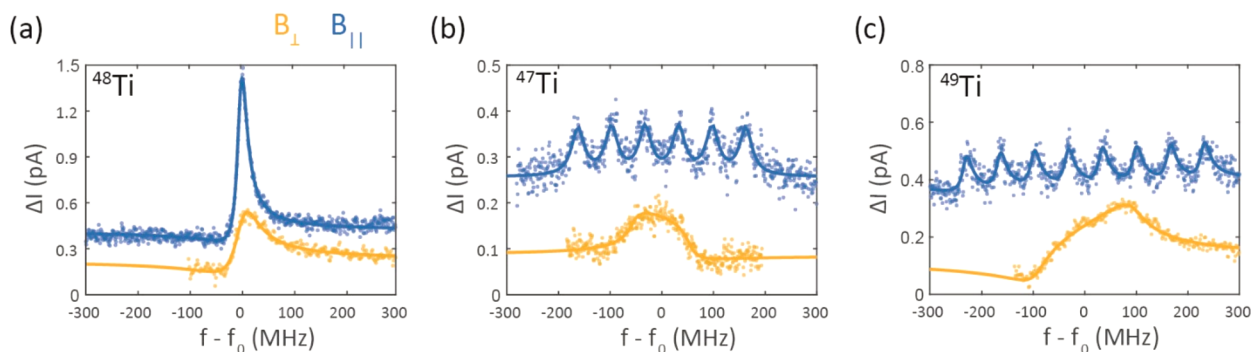 (a)
B⊥ B||
(b)
(c)
⁴⁸Ti
ΔI (pA)
1.5
1.2
0.9
0.6
0.3
0
-300 -200 -100 0 100 200 300
f - f₀ (MHz)
⁴⁷Ti
ΔI (pA)
0.5
0.4
0.3
0.2
0.1
0
-300 -200 -100 0 100 200 300
f - f₀ (MHz)
⁴⁹Ti
ΔI (pA)
0.8
0.6
0.4
0.2
0
-300 -200 -100 0 100 200 300
f - f₀ (MHz)